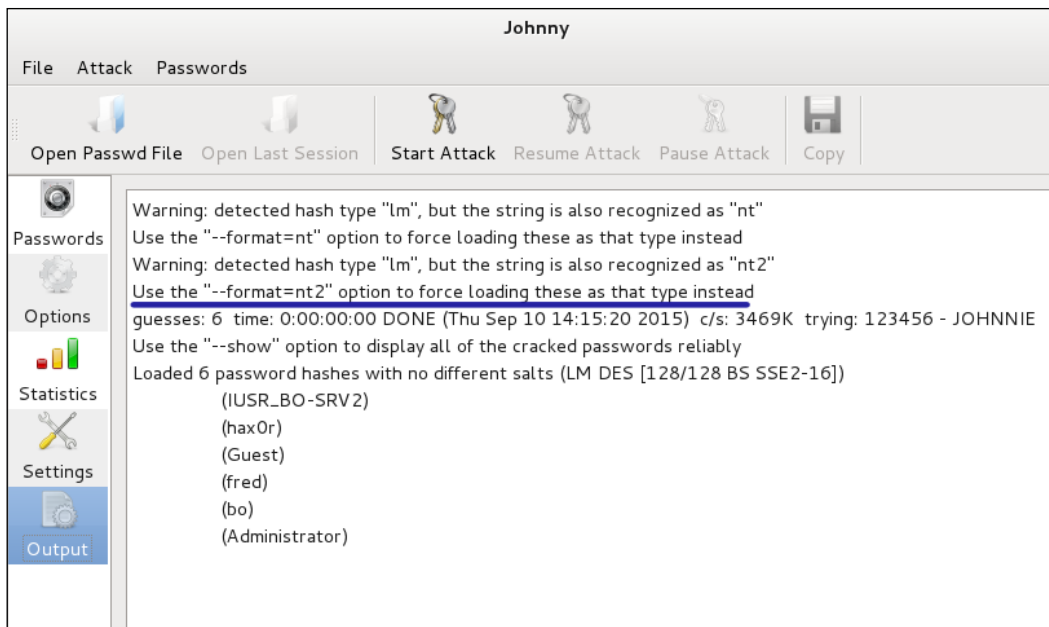 Johnny
File Attack Passwords
Open Passwd File Open Last Session Start Attack Resume Attack Pause Attack Copy
Passwords
Options
Statistics
Settings
Output
Warning: detected hash type "lm", but the string is also recognized as "nt"
Use the "--format=nt" option to force loading these as that type instead
Warning: detected hash type "lm", but the string is also recognized as "nt2"
Use the "--format=nt2" option to force loading these as that type instead
guesses: 6 time: 0:00:00:00 DONE (Thu Sep 10 14:15:20 2015) c/s: 3469K trying: 123456 - JOHNNIE
Use the "--show" option to display all of the cracked passwords reliably
Loaded 6 password hashes with no different salts (LM DES [128/128 BS SSE2-16])
(IUSR_BO-SRV2)
(hax0r)
(Guest)
(fred)
(bo)
(Administrator)